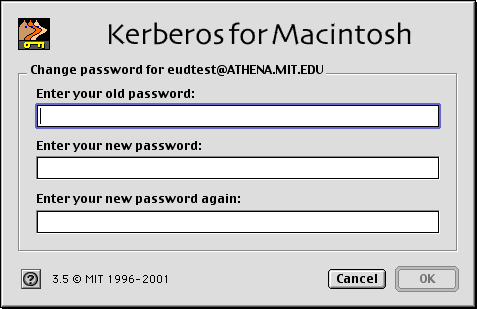 Kerberos for Macintosh
Change password for eudtest@ATHENA.MIT.EDU
Enter your old password:
Enter your new password:
Enter your new password again:
? 3.5 © MIT 1996-2001 Cancel OK